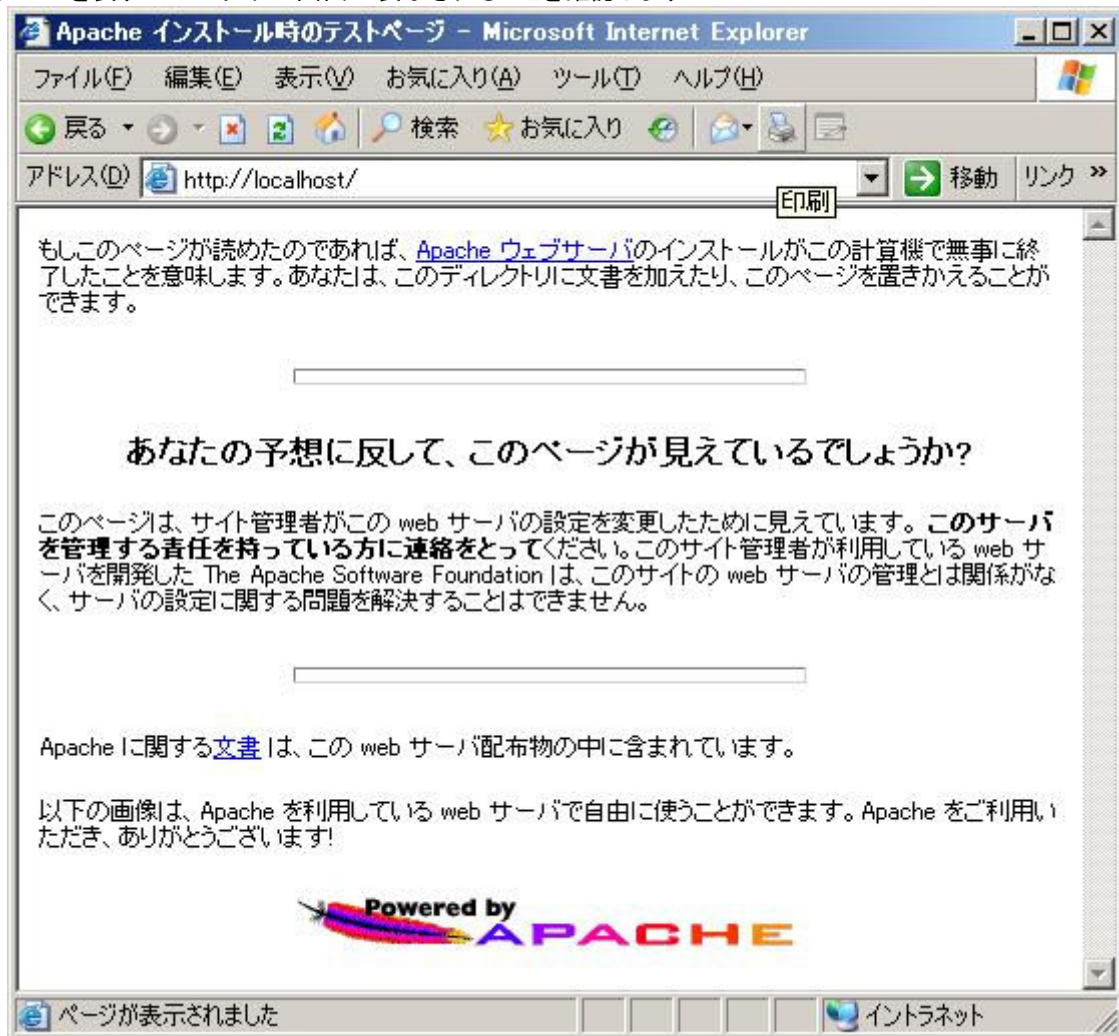 Apache インストール時のテストページ - Microsoft Internet Explorer
ファイル(F) 編集(E) 表示(V) お気に入り(A) ツール(T) ヘルプ(H)
戻る 検索 お気に入り
アドレス(D) http://localhost/ 移動 リンク »
印刷
もしこのページが読めたのであれば、Apache ウェブサーバのインストールがこの計算機で無事に終
了したことを意味します。あなたは、このディレクトリに文書を加えたり、このページを置きかえることが
できます。
あなたの予想に反して、このページが見えているでしょうか?
このページは、サイト管理者がこの web サーバの設定を変更したために見えています。このサーバ
を管理する責任を持っている方に連絡をとってください。このサイト管理者が利用している web サ
ーバを開発した The Apache Software Foundation は、このサイトの web サーバの管理とは関係がな
く、サーバの設定に関する問題を解決することはできません。
Apache に関する文書 は、この web サーバ配布物の中に含まれています。
以下の画像は、Apache を利用している web サーバで自由に使うことができます。Apache をご利用い
ただき、ありがとうございます!
Powered by
APACHE
ページが表示されました イントラネット